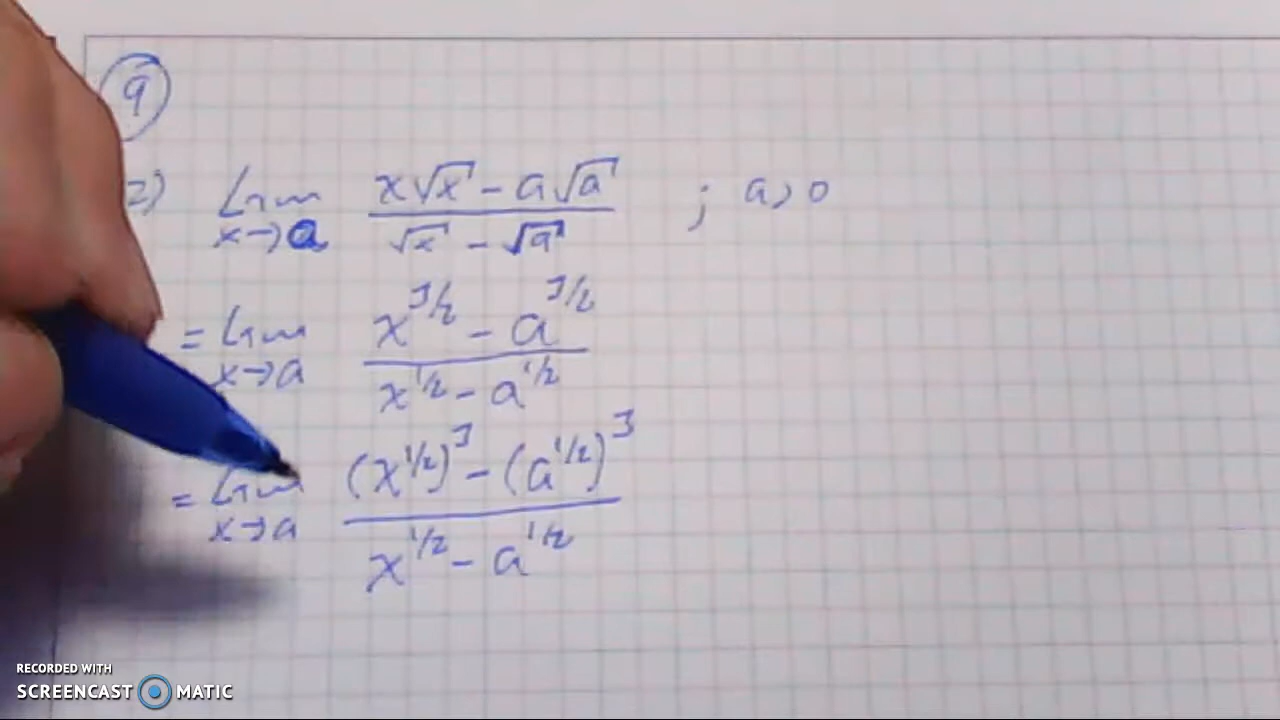 9
2) Lim x→a (x√x - a√a)/(√x - √a) ; a>0
= Lim x→a (x^3/2 - a^3/2)/(x^1/2 - a^1/2)
= Lim x→a ((x^1/2)^3 - (a^1/2)^3)/(x^1/2 - a^1/2)
RECORDED WITH
SCREENCAST MATIC